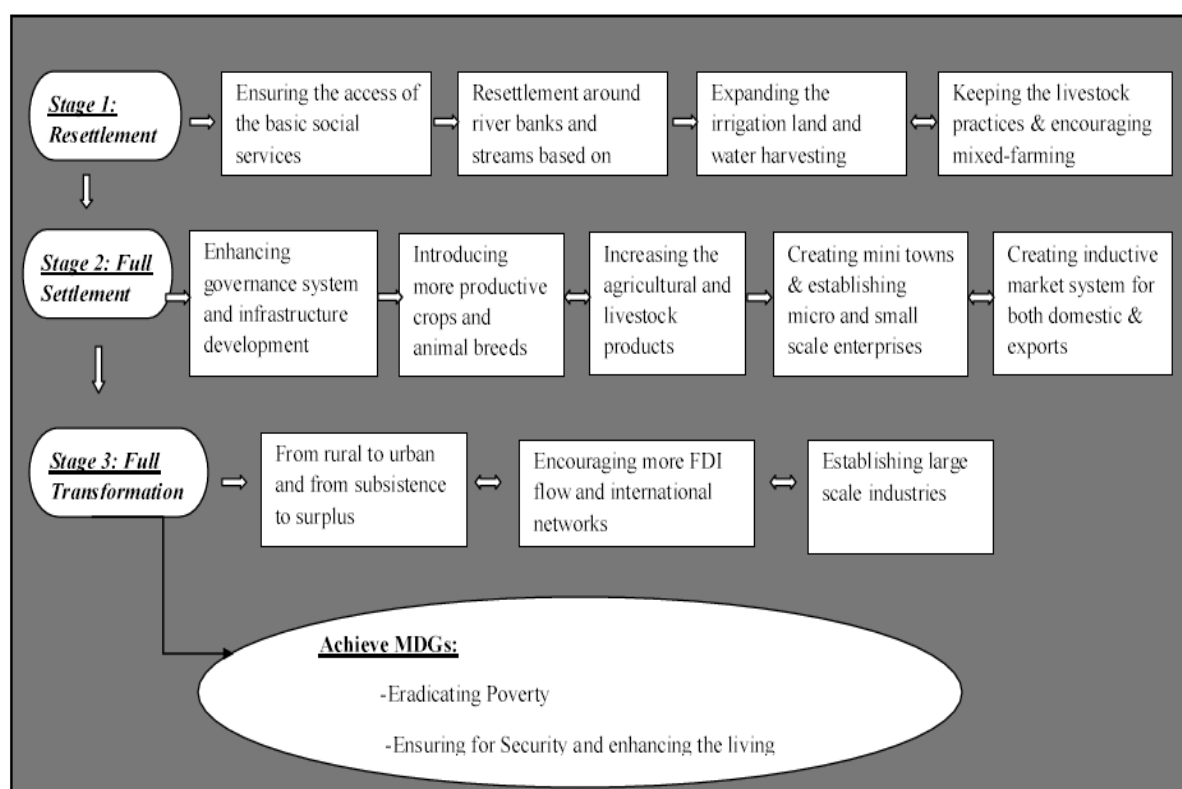 Stage 1:
Resettlement
Ensuring the access of
the basic social
services
Resettlement around
river banks and
streams based on
Expanding the
irrigation land and
water harvesting
Keeping the livestock
practices & encouraging
mixed-farming
Stage 2: Full
Settlement
Enhancing
governance system
and infrastructure
development
Introducing
more productive
crops and
animal breeds
Increasing the
agricultural and
livestock
products
Creating mini towns
& establishing
micro and small
scale enterprises
Creating inductive
market system for
both domestic &
exports
Stage 3: Full
Transformation
From rural to urban
and from subsistence
to surplus
Encouraging more FDI
flow and international
networks
Establishing large
scale industries
Achieve MDGs:
-Eradicating Poverty
-Ensuring for Security and enhancing the living